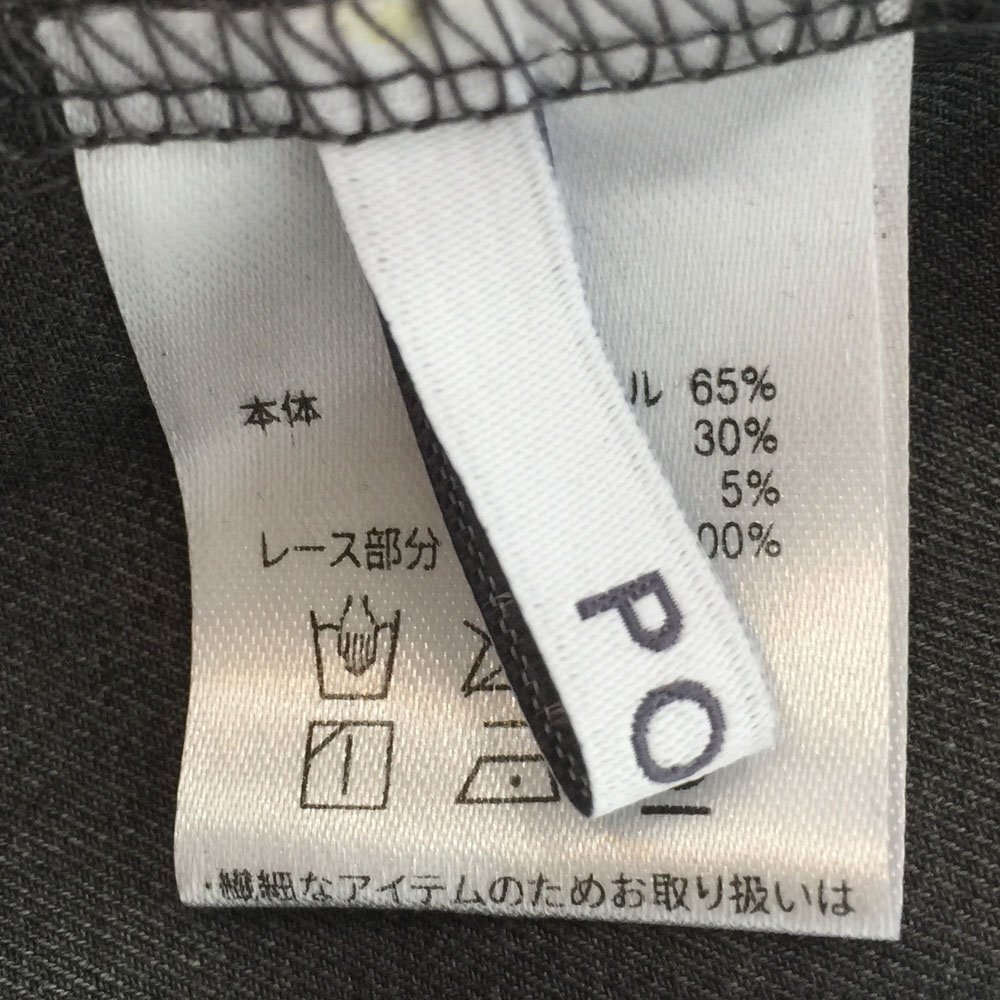 本体 ル 65%
30%
5%
レース部分 00%
PO
・繊細なアイテムのためお取り扱いは